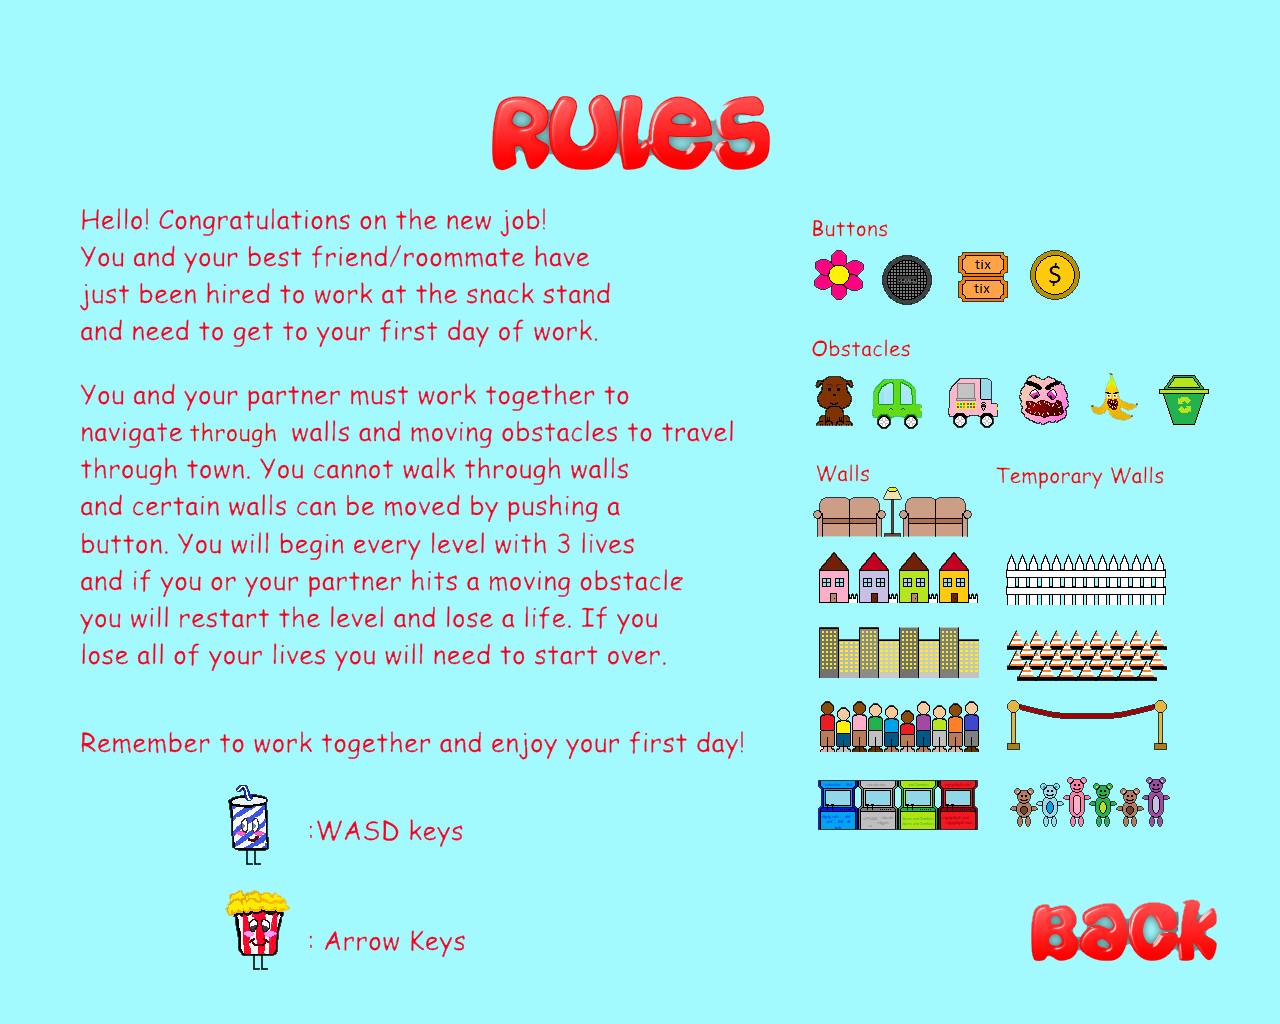 Rules
Hello! Congratulations on the new job!
You and your best friend/roommate have
just been hired to work at the snack stand
and need to get to your first day of work.
You and your partner must work together to
navigate through walls and moving obstacles to travel
through town. You cannot walk through walls
and certain walls can be moved by pushing a
button. You will begin every level with 3 lives
and if you or your partner hits a moving obstacle
you will restart the level and lose a life. If you
lose all of your lives you will need to start over.
Remember to work together and enjoy your first day!
:WASD keys
: Arrow Keys
Buttons
tix
tix
$
Obstacles
Walls
Temporary Walls
Back